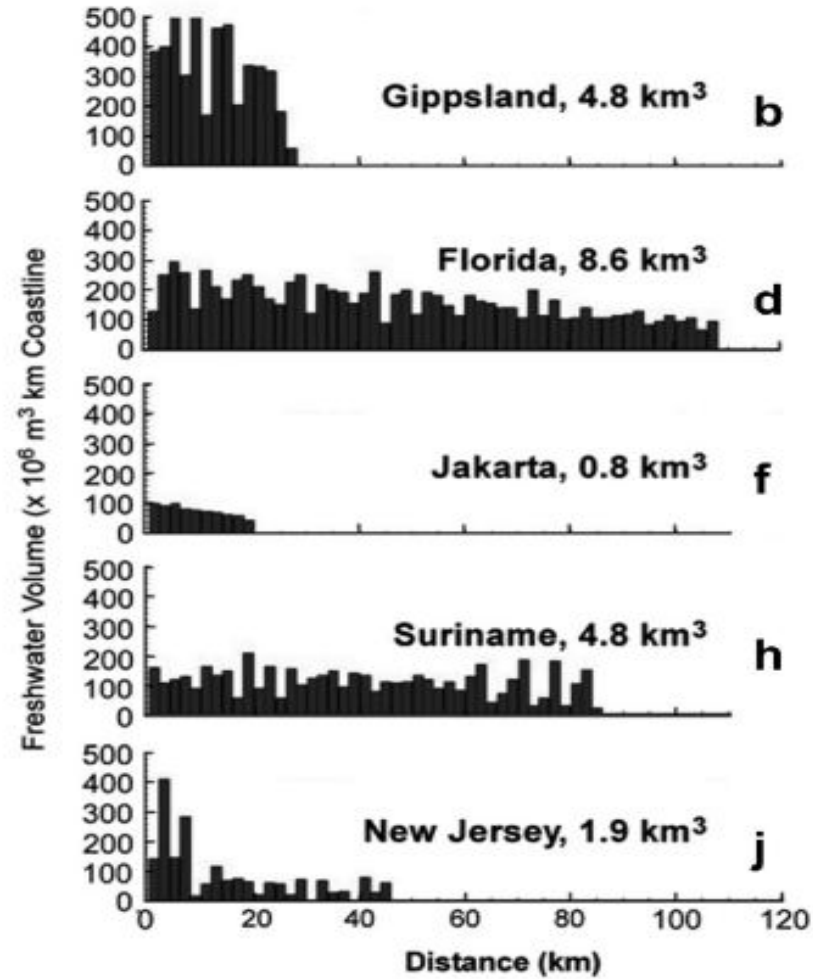 Freshwater Volume (x 10⁶ m³ km Coastline
500
400
300
200
100
0
Gippsland, 4.8 km³
b
500
400
300
200
100
0
Florida, 8.6 km³
d
500
400
300
200
100
0
Jakarta, 0.8 km³
f
500
400
300
200
100
0
Suriname, 4.8 km³
h
500
400
300
200
100
0
New Jersey, 1.9 km³
j
0 20 40 60 80 100 120
Distance (km)